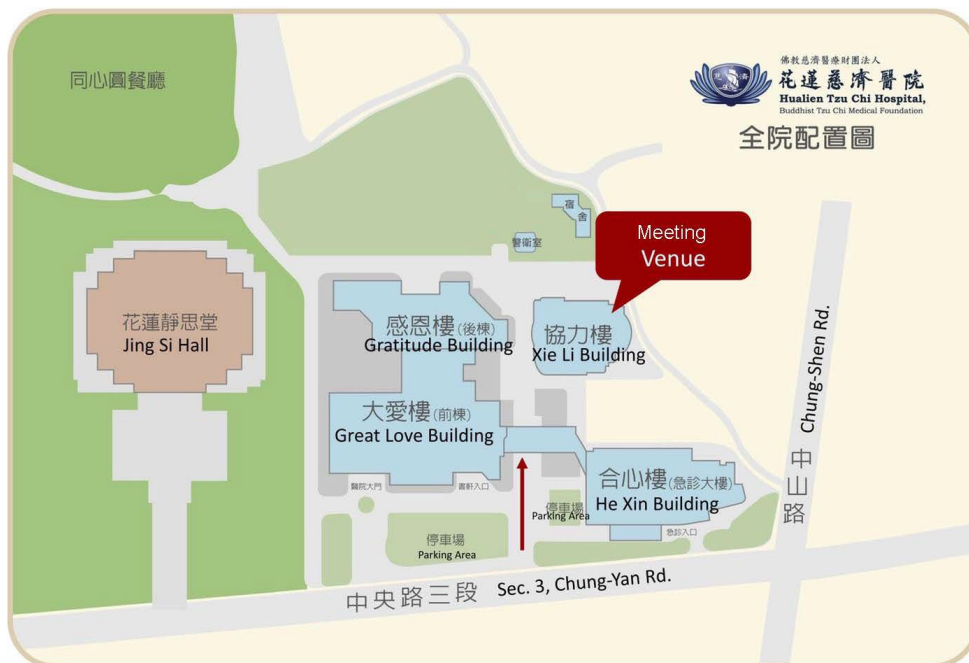 同心圓餐廳
佛教慈濟醫療財團法人
花蓮慈濟醫院
Hualien Tzu Chi Hospital,
Buddhist Tzu Chi Medical Foundation
全院配置圖
宿
舍
警衛室
Meeting
Venue
花蓮靜思堂
Jing Si Hall
感恩樓(後棟)
Gratitude Building
協力樓
Xie Li Building
Chung-Shen Rd.
中山路
大愛樓(前棟)
Great Love Building
合心樓(急診大樓)
He Xin Building
醫院大門
書軒入口
停車場
Parking Area
急診入口
停車場
Parking Area
中央路三段
Sec. 3, Chung-Yan Rd.